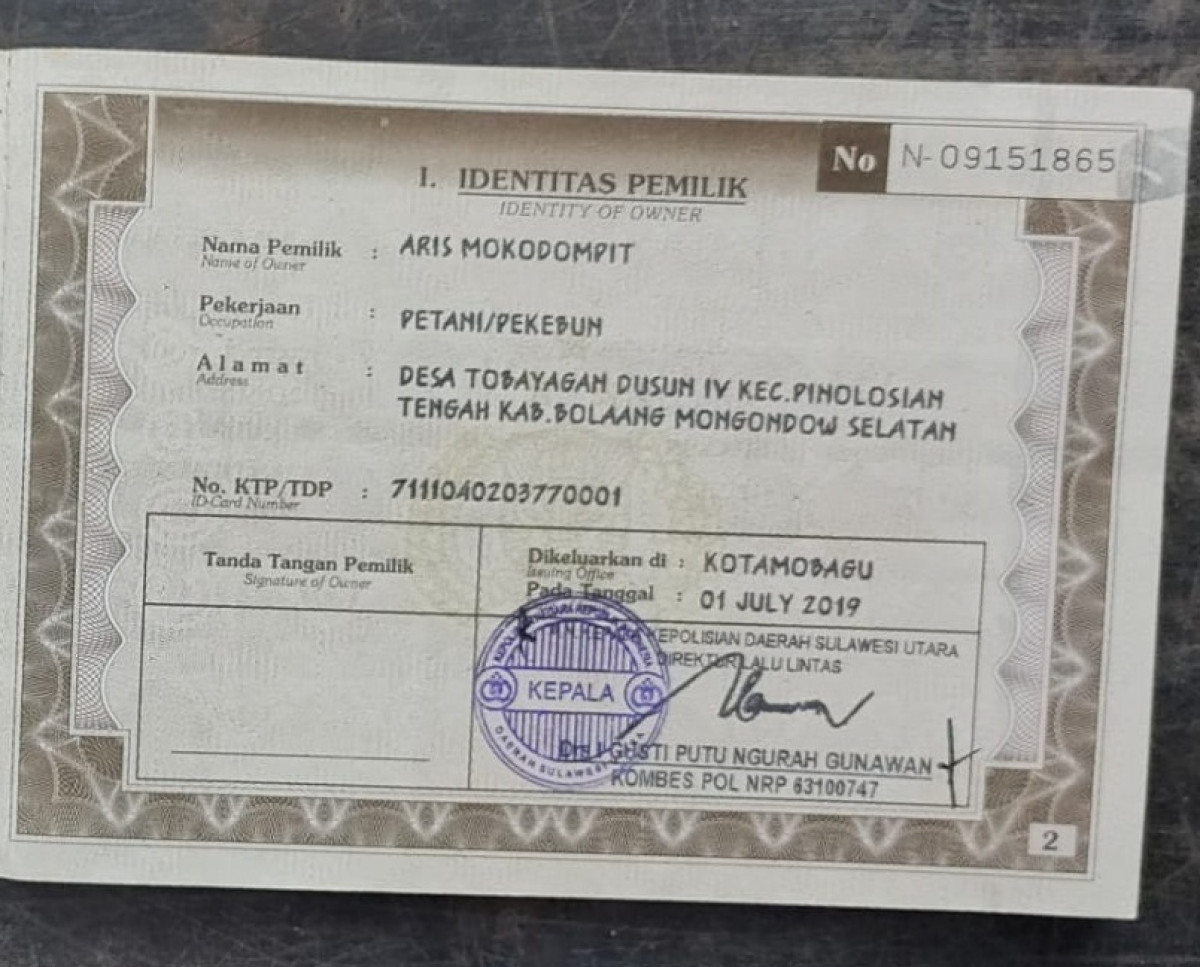 No N-09151865
I. IDENTITAS PEMILIK
IDENTITY OF OWNER
Nama Pemilik : ARIS MOKODOMPIT
Name of Owner
Pekerjaan : PETANI/PEKEBUN
Occupation
Alamat : DESA TOBAYAGAN DUSUN IV KEC.PINOLOSIAN
Address
TENGAH KAB.BOLAANG MONGONDOW SELATAN
No. KTP/TDP : 7111040203770001
ID-Card Number
Tanda Tangan Pemilik
Signature of Owner
Dikeluarkan di : KOTAMOBAGU
Issuing Office
Pada Tanggal : 01 JULY 2019
KEPOLISIAN DAERAH SULAWESI UTARA
DIREKTUR LALU LINTAS
KEPALA
DAERAH SULAWESI
Drs I GUSTI PUTU NGURAH GUNAWAN
KOMBES POL NRP 63100747
2